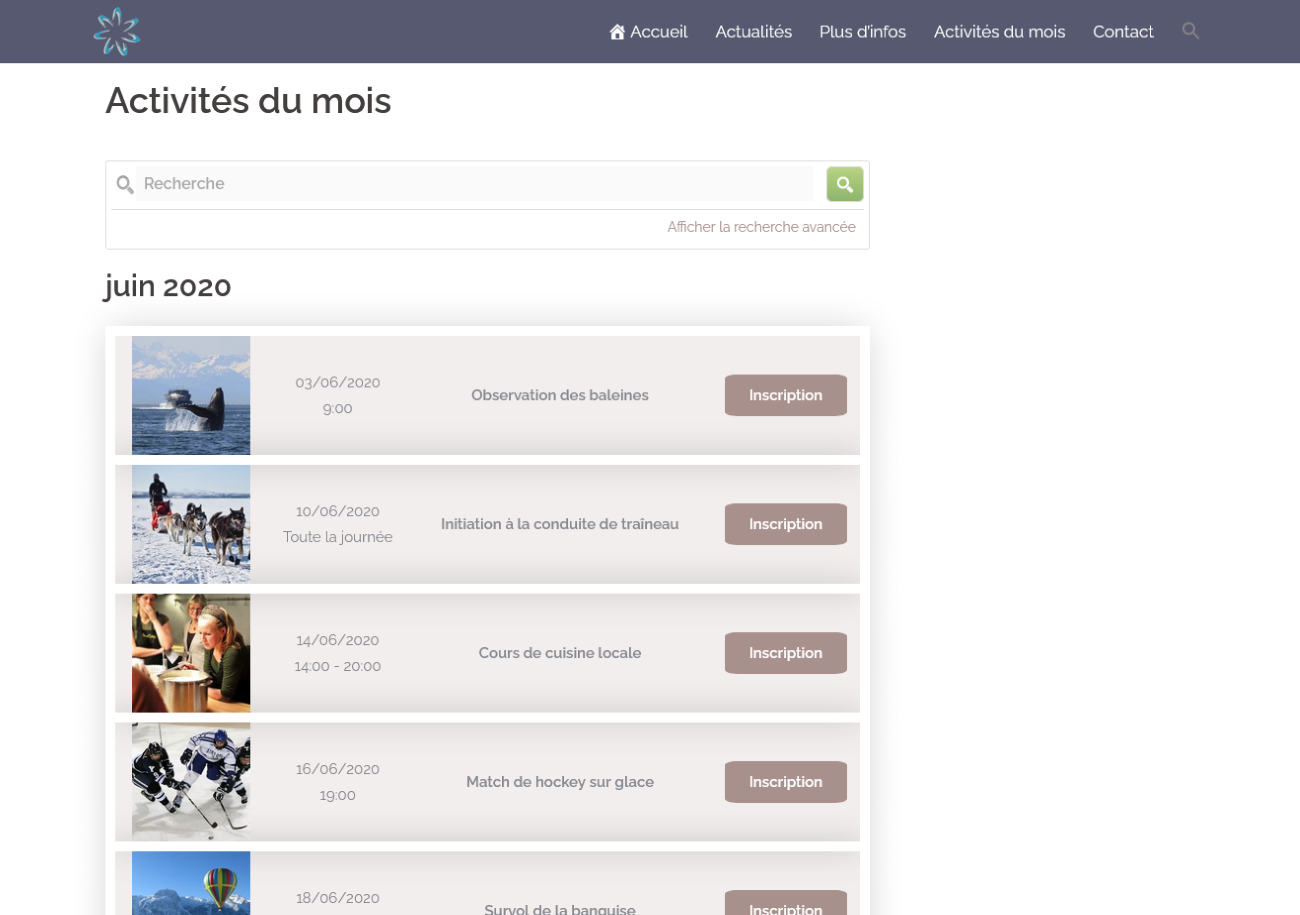 Accueil
Actualités
Plus d'infos
Activités du mois
Contact
Activités du mois
Recherche
Afficher la recherche avancée
juin 2020
03/06/2020
9:00
Observation des baleines
Inscription
10/06/2020
Toute la journée
Initiation à la conduite de traîneau
Inscription
14/06/2020
14:00 - 20:00
Cours de cuisine locale
Inscription
16/06/2020
19:00
Match de hockey sur glace
Inscription
18/06/2020
Survol de la banquise
Inscription